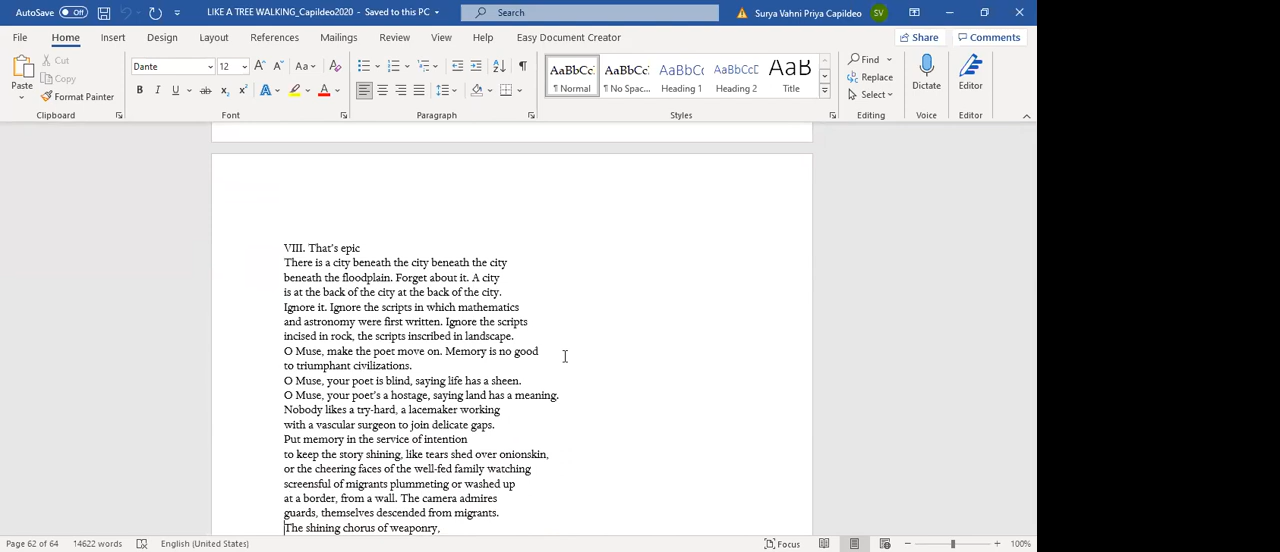 AutoSave Off LIKE A TREE WALKING_Capildeo2020 - Saved to this PC Search Surya Vahni Priya Capildeo SV
File Home Insert Design Layout References Mailings Review View Help Easy Document Creator Share Comments
Paste Cut Copy Format Painter
Clipboard
Dante 12
Font
Paragraph
AaBbCc AaBbCc AaBbCc AaBbCc AaB
¶ Normal ¶ No Spac... Heading 1 Heading 2 Title
Styles
Find Replace Select
Editing
Dictate
Voice
Editor
Editor
VIII. That's epic
There is a city beneath the city beneath the city
beneath the floodplain. Forget about it. A city
is at the back of the city at the back of the city.
Ignore it. Ignore the scripts in which mathematics
and astronomy were first written. Ignore the scripts
incised in rock, the scripts inscribed in landscape.
O Muse, make the poet move on. Memory is no good
to triumphant civilizations.
O Muse, your poet is blind, saying life has a sheen.
O Muse, your poet's a hostage, saying land has a meaning.
Nobody likes a try-hard, a lacemaker working
with a vascular surgeon to join delicate gaps.
Put memory in the service of intention
to keep the story shining, like tears shed over onionskin,
or the cheering faces of the well-fed family watching
screensful of migrants plummeting or washed up
at a border, from a wall. The camera admires
guards, themselves descended from migrants.
The shining chorus of weaponry,
Page 62 of 64 14622 words English (United States) Focus 100%